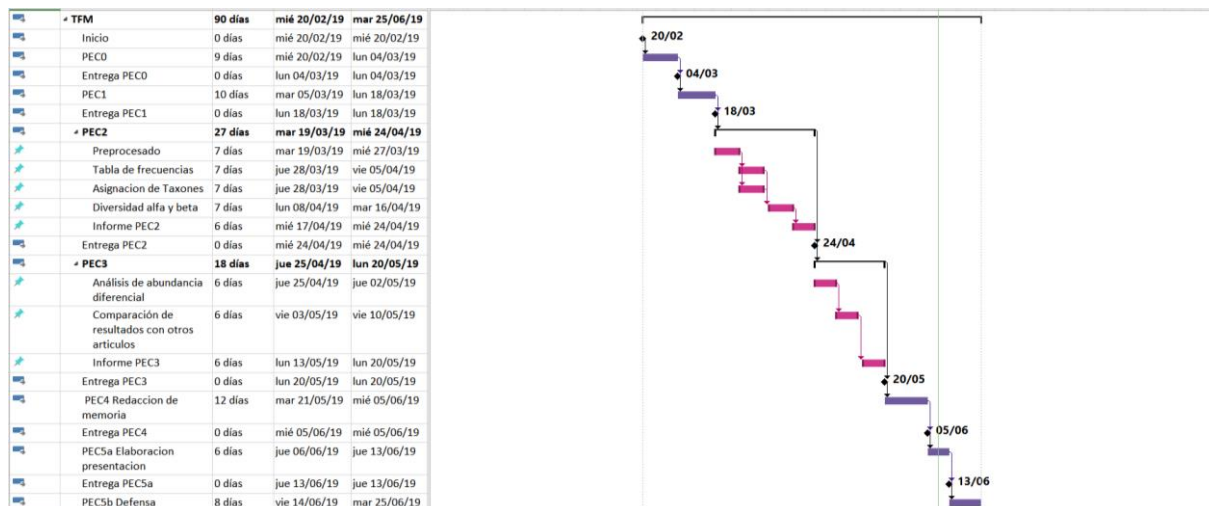 TFM 90 días mié 20/02/19 mar 25/06/19
Inicio 0 días mié 20/02/19 mié 20/02/19 20/02
PEC0 9 días mié 20/02/19 lun 04/03/19
Entrega PEC0 0 días lun 04/03/19 lun 04/03/19 04/03
PEC1 10 días mar 05/03/19 lun 18/03/19
Entrega PEC1 0 días lun 18/03/19 lun 18/03/19 18/03
PEC2 27 días mar 19/03/19 mié 24/04/19
Preprocesado 7 días mar 19/03/19 mié 27/03/19
Tabla de frecuencias 7 días jue 28/03/19 vie 05/04/19
Asignacion de Taxones 7 días jue 28/03/19 vie 05/04/19
Diversidad alfa y beta 7 días lun 08/04/19 mar 16/04/19
Informe PEC2 6 días mié 17/04/19 mié 24/04/19
Entrega PEC2 0 días mié 24/04/19 mié 24/04/19 24/04
PEC3 18 días jue 25/04/19 lun 20/05/19
Análisis de abundancia 6 días jue 25/04/19 jue 02/05/19
diferencial
Comparación de 6 días vie 03/05/19 vie 10/05/19
resultados con otros
articulos
Informe PEC3 6 días lun 13/05/19 lun 20/05/19
Entrega PEC3 0 días lun 20/05/19 lun 20/05/19 20/05
PEC4 Redaccion de 12 días mar 21/05/19 mié 05/06/19
memoria
Entrega PEC4 0 días mié 05/06/19 mié 05/06/19 05/06
PEC5a Elaboracion 6 días jue 06/06/19 jue 13/06/19
presentacion
Entrega PEC5a 0 días jue 13/06/19 jue 13/06/19 13/06
PEC5b Defensa 8 días vie 14/06/19 mar 25/06/19